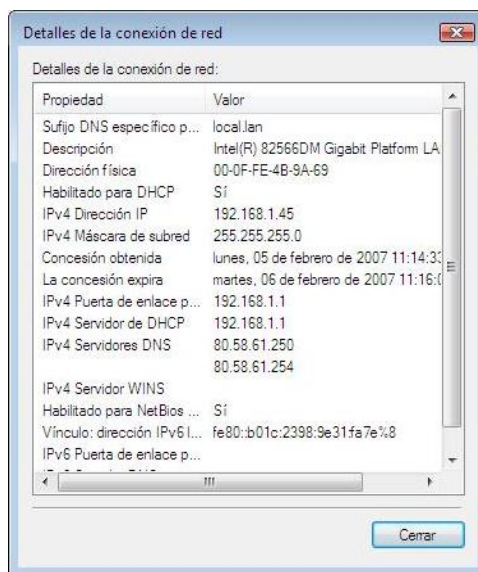 Detalles de la conexión de red
Detalles de la conexión de red:
Propiedad Valor
Sufijo DNS específico p... local.lan
Descripción Intel(R) 82566DM Gigabit Platform LA
Dirección física 00-0F-FE-4B-9A-69
Habilitado para DHCP Sí
IPv4 Dirección IP 192.168.1.45
IPv4 Máscara de subred 255.255.255.0
Concesión obtenida lunes, 05 de febrero de 2007 11:14:33
La concesión expira martes, 06 de febrero de 2007 11:16:0
IPv4 Puerta de enlace p... 192.168.1.1
IPv4 Servidor de DHCP 192.168.1.1
IPv4 Servidores DNS 80.58.61.250
80.58.61.254
IPv4 Servidor WINS
Habilitado para NetBios ... Sí
Vínculo: dirección IPv6 l... fe80::b01c:2398:9e31:fa7e%8
IPv6 Puerta de enlace p...
Cerrar